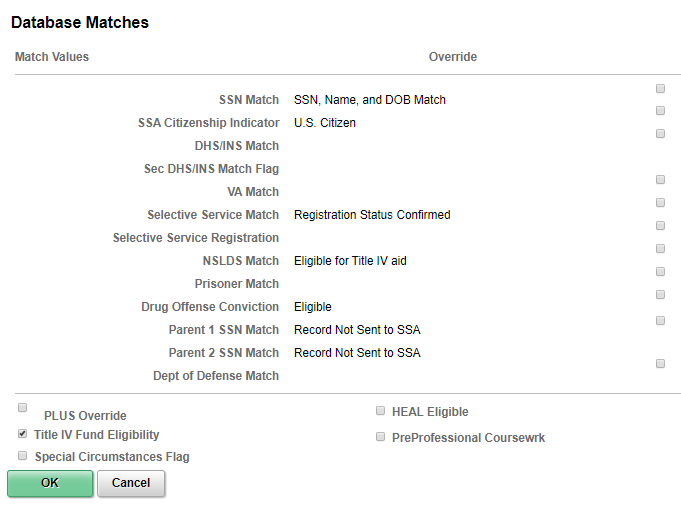 Database Matches
Match Values Override
SSN Match SSN, Name, and DOB Match
SSA Citizenship Indicator U.S. Citizen
DHS/INS Match
Sec DHS/INS Match Flag
VA Match
Selective Service Match Registration Status Confirmed
Selective Service Registration
NSLDS Match Eligible for Title IV aid
Prisoner Match
Drug Offense Conviction Eligible
Parent 1 SSN Match Record Not Sent to SSA
Parent 2 SSN Match Record Not Sent to SSA
Dept of Defense Match
PLUS Override HEAL Eligible
Title IV Fund Eligibility PreProfessional Coursewrk
Special Circumstances Flag
OK Cancel